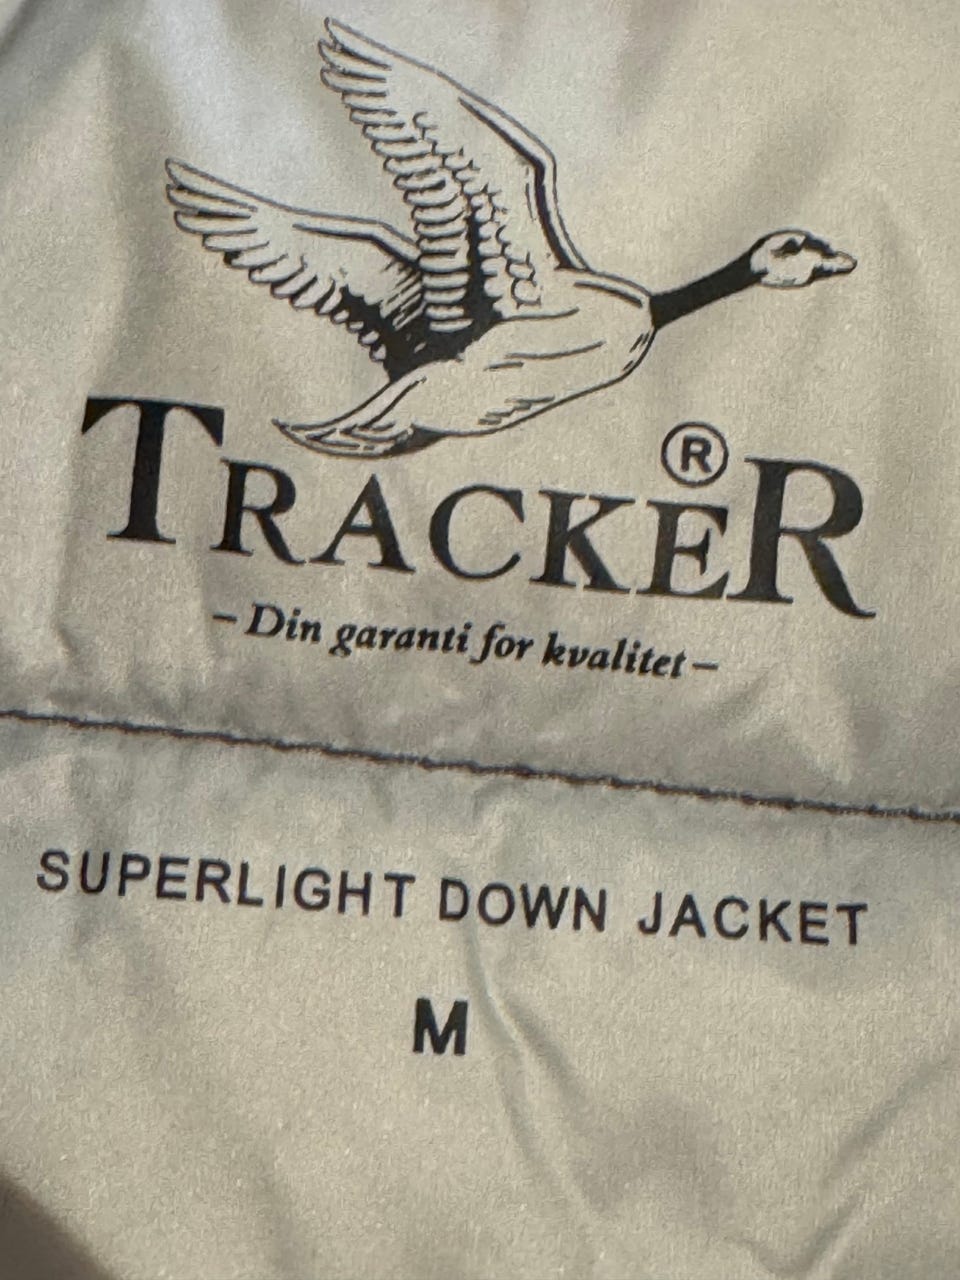 TRACKER®
– Din garanti for kvalitet –
SUPERLIGHT DOWN JACKET
M